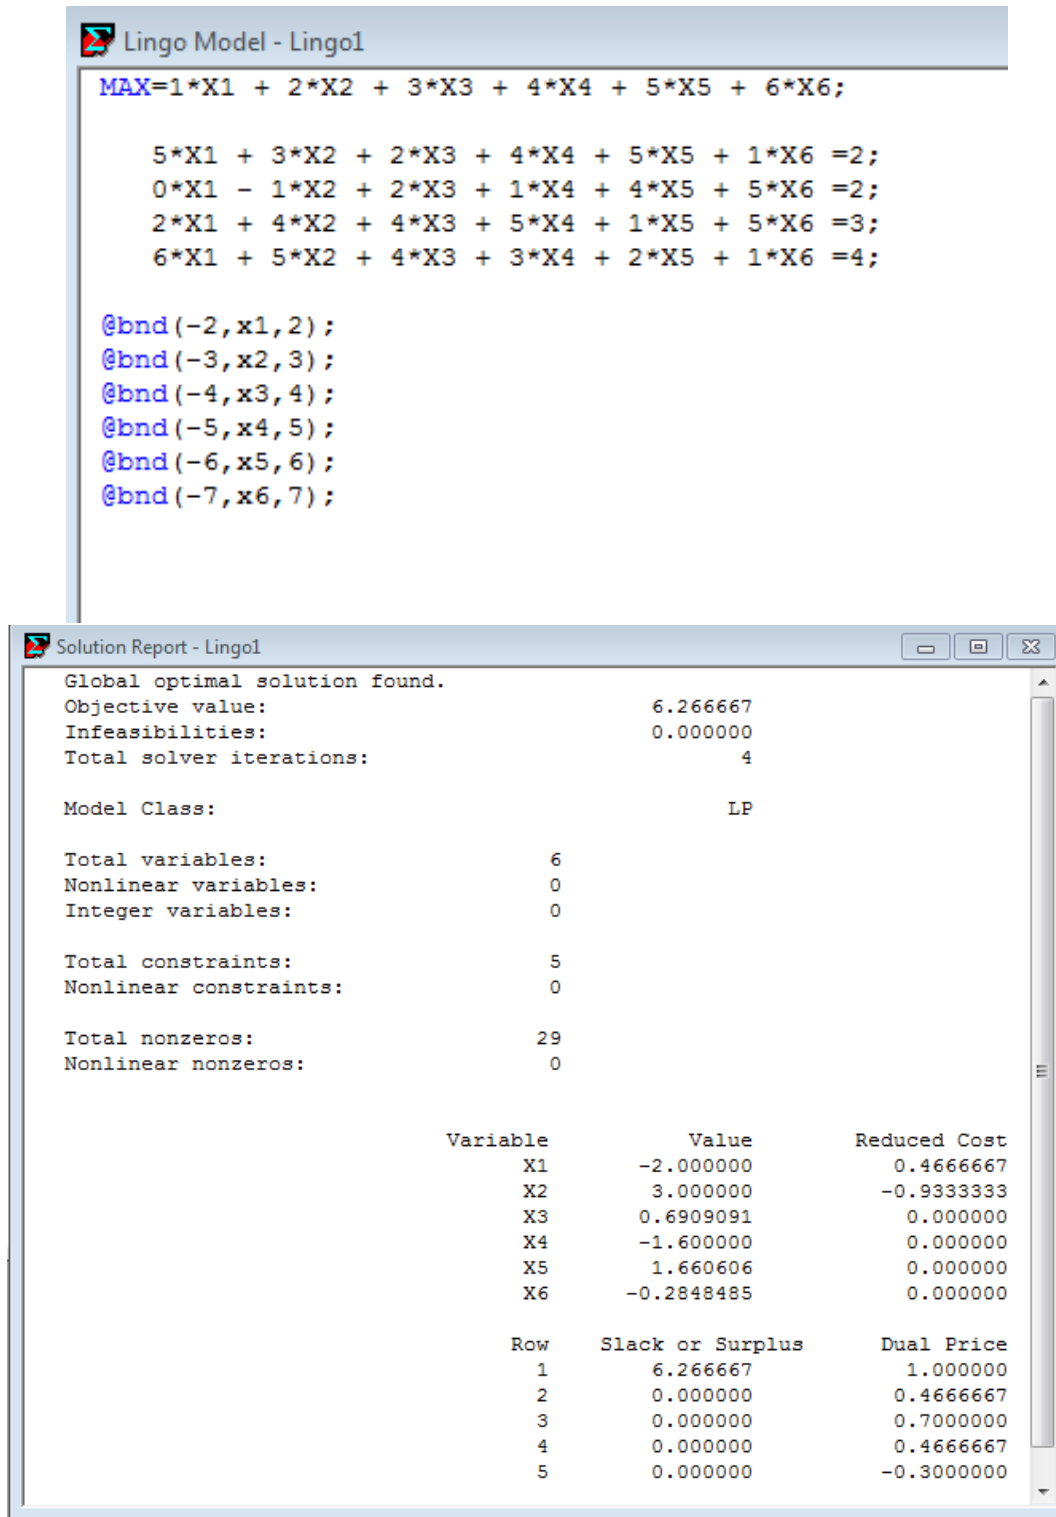 Lingo Model - Lingo1
MAX=1*X1 + 2*X2 + 3*X3 + 4*X4 + 5*X5 + 6*X6;
5*X1 + 3*X2 + 2*X3 + 4*X4 + 5*X5 + 1*X6 =2;
0*X1 - 1*X2 + 2*X3 + 1*X4 + 4*X5 + 5*X6 =2;
2*X1 + 4*X2 + 4*X3 + 5*X4 + 1*X5 + 5*X6 =3;
6*X1 + 5*X2 + 4*X3 + 3*X4 + 2*X5 + 1*X6 =4;
@bnd(-2,x1,2);
@bnd(-3,x2,3);
@bnd(-4,x3,4);
@bnd(-5,x4,5);
@bnd(-6,x5,6);
@bnd(-7,x6,7);
Solution Report - Lingo1
Global optimal solution found.
Objective value: 6.266667
Infeasibilities: 0.000000
Total solver iterations: 4
Model Class: LP
Total variables: 6
Nonlinear variables: 0
Integer variables: 0
Total constraints: 5
Nonlinear constraints: 0
Total nonzeros: 29
Nonlinear nonzeros: 0
Variable Value Reduced Cost
X1 -2.000000 0.4666667
X2 3.000000 -0.9333333
X3 0.6909091 0.000000
X4 -1.600000 0.000000
X5 1.660606 0.000000
X6 -0.2848485 0.000000
Row Slack or Surplus Dual Price
1 6.266667 1.000000
2 0.000000 0.4666667
3 0.000000 0.7000000
4 0.000000 0.4666667
5 0.000000 -0.3000000